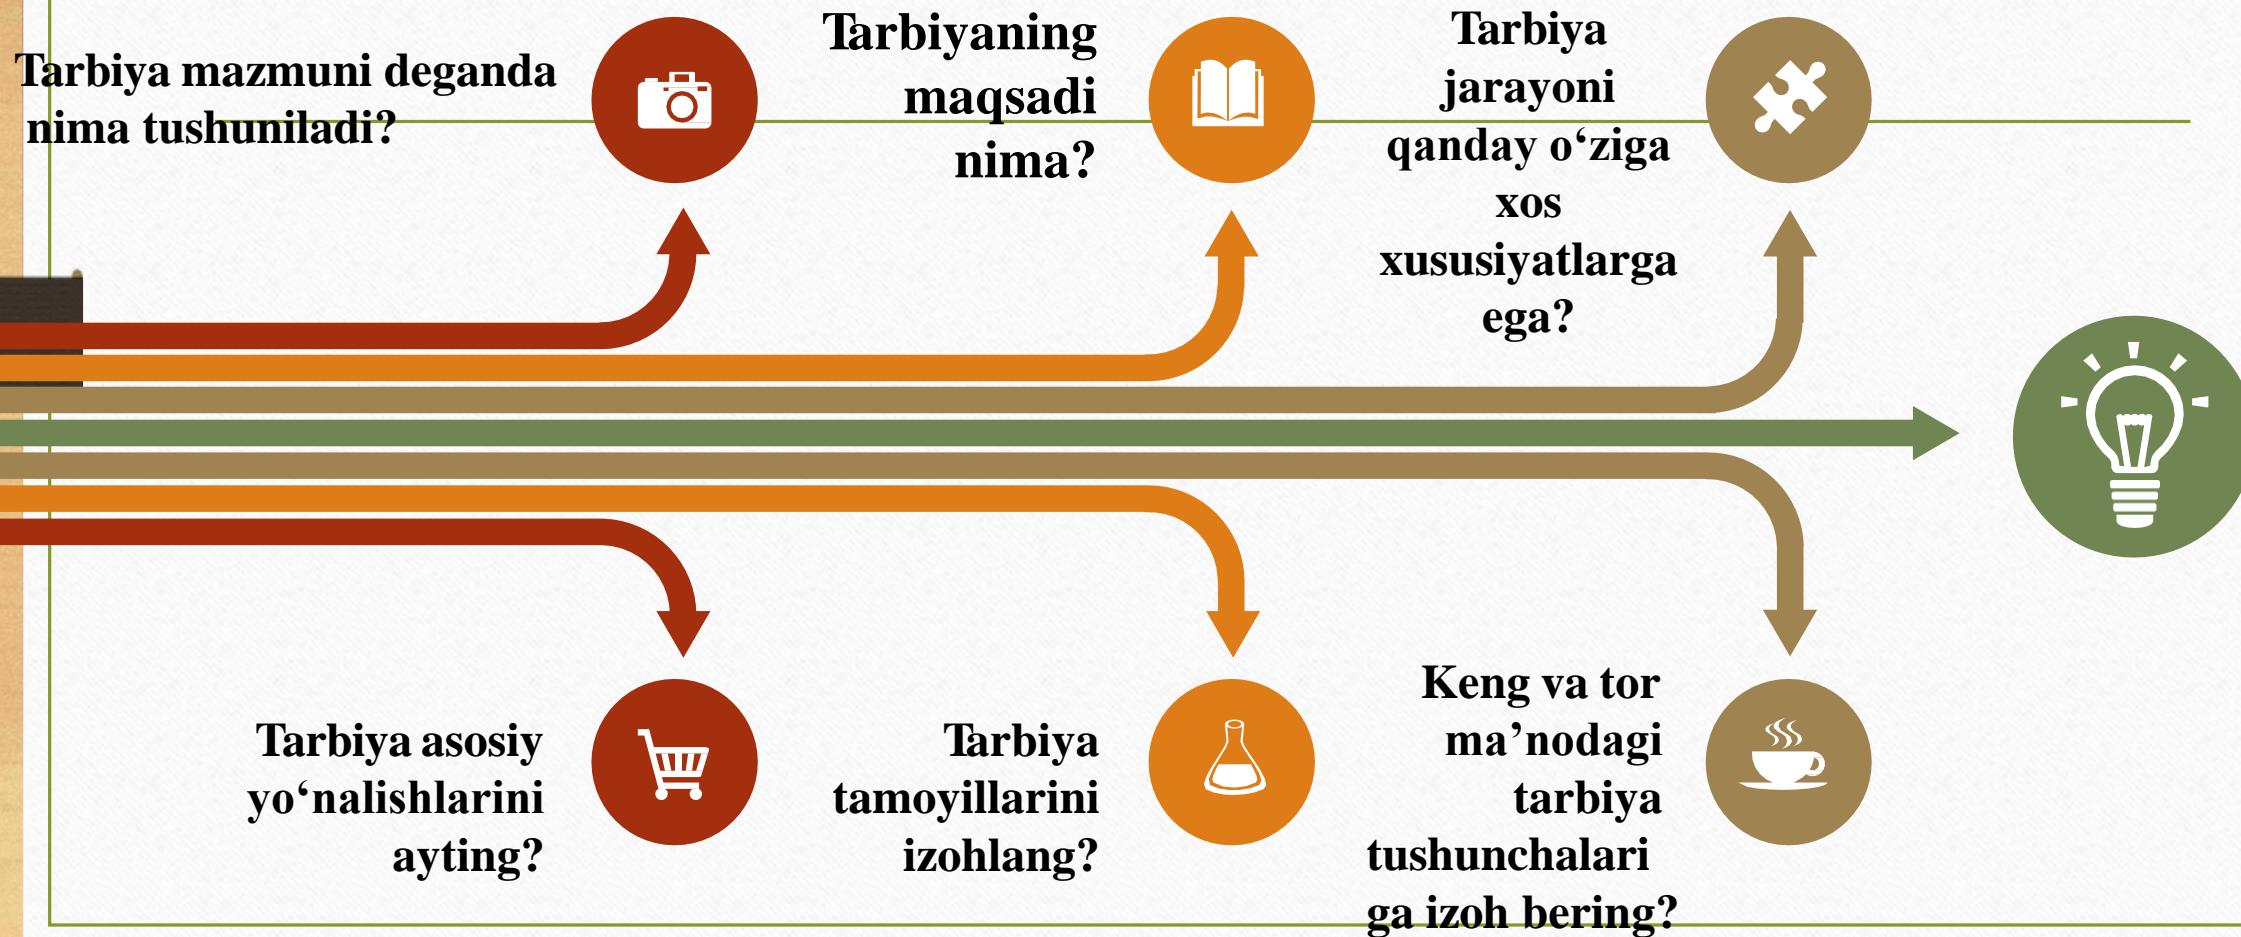 Tarbiya mazmuni deganda
nima tushuniladi?
Tarbiyaning
maqsadi
nima?
Tarbiya
jarayoni
qanday o‘ziga
xos
xususiyatlarga
ega?
Tarbiya asosiy
yo‘nalishlarini
ayting?
Tarbiya
tamoyillarini
izohlang?
Keng va tor
ma’nodagi
tarbiya
tushunchalari
ga izoh bering?